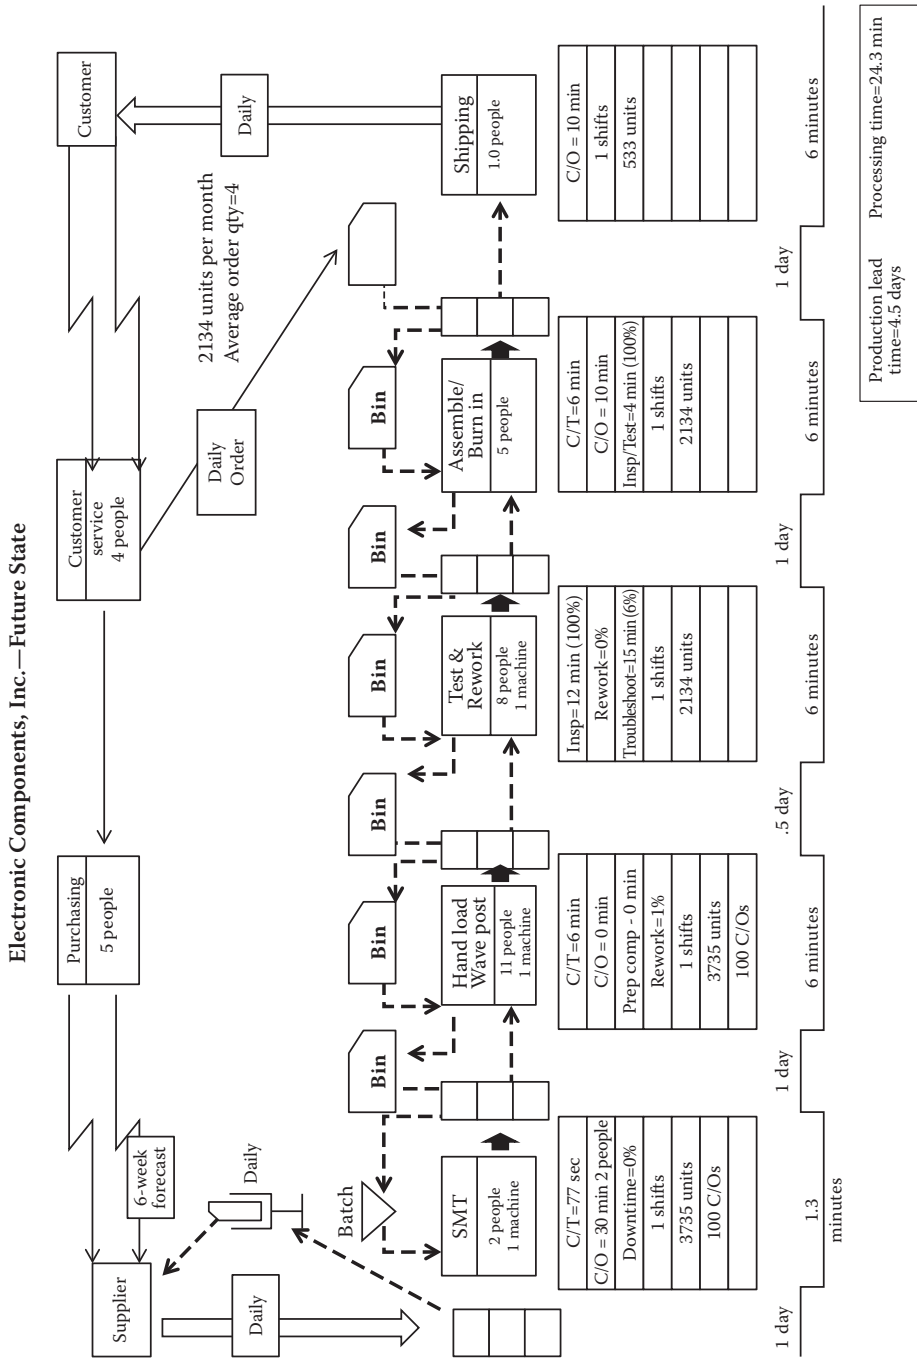 Electronic Components, Inc.—Future State
Supplier
6-week
forecast
Purchasing
5 people
Customer
service
4 people
Customer
Daily
Daily
Daily
Order
2134 units per month
Average order qty=4
Daily
Batch
Bin
Bin
Bin
Bin
Bin
Bin
SMT
2 people
1 machine
Hand load
Wave post
11 people
1 machine
Test &
Rework
8 people
1 machine
Assemble/
Burn in
5 people
Shipping
1.0 people
C/T=77 sec
C/O = 30 min 2 people
Downtime=0%
1 shifts
3735 units
100 C/Os
C/T=6 min
C/O=0 min
Prep comp - 0 min
Rework=1%
1 shifts
3735 units
100 C/Os
Insp=12 min (100%)
Rework=0%
Troubleshoot=15 min (6%)
1 shifts
2134 units
C/T=6 min
C/O = 10 min
Insp/Test=4 min (100%)
1 shifts
2134 units
C/O = 10 min
1 shifts
533 units
1 day
1.3
minutes
1 day
6 minutes
.5 day
6 minutes
1 day
6 minutes
1 day
6 minutes
Production lead
time=4.5 days
Processing time=24.3 min